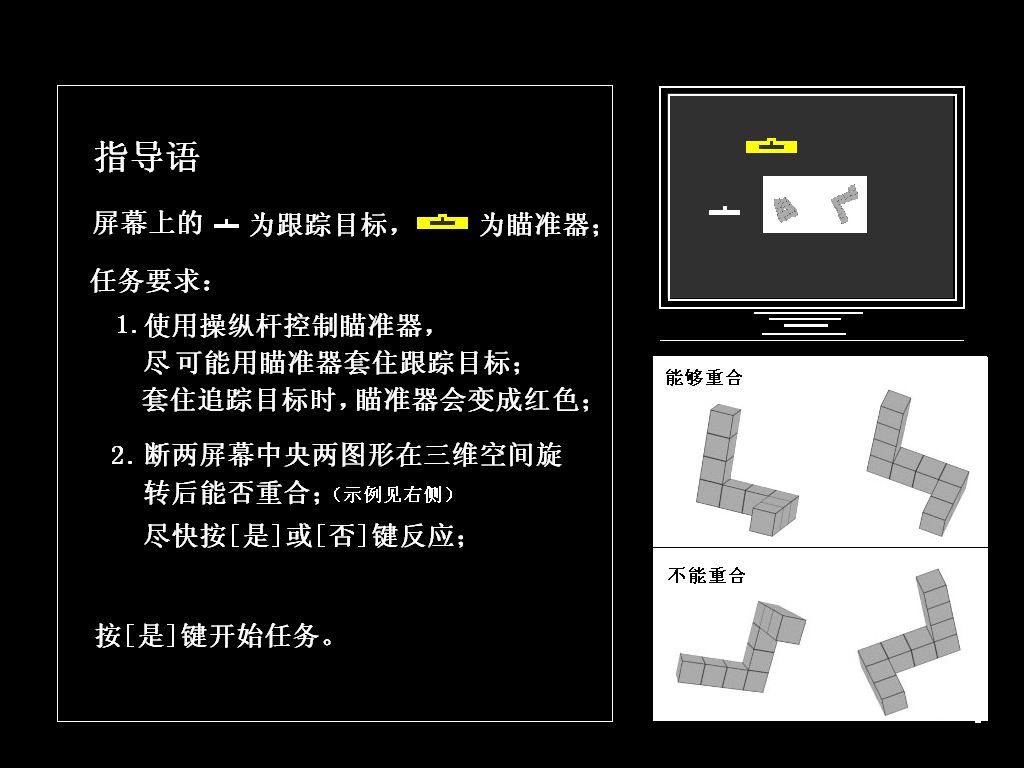 指导语
屏幕上的 为跟踪目标， 为瞄准器；
任务要求：
1.使用操纵杆控制瞄准器，
尽可能用瞄准器套住跟踪目标；
套住追踪目标时，瞄准器会变成红色；
2.断两屏幕中央两图形在三维空间旋
转后能否重合；（示例见右侧）
尽快按[是]或[否]键反应；
按[是]键开始任务。
能够重合
不能重合